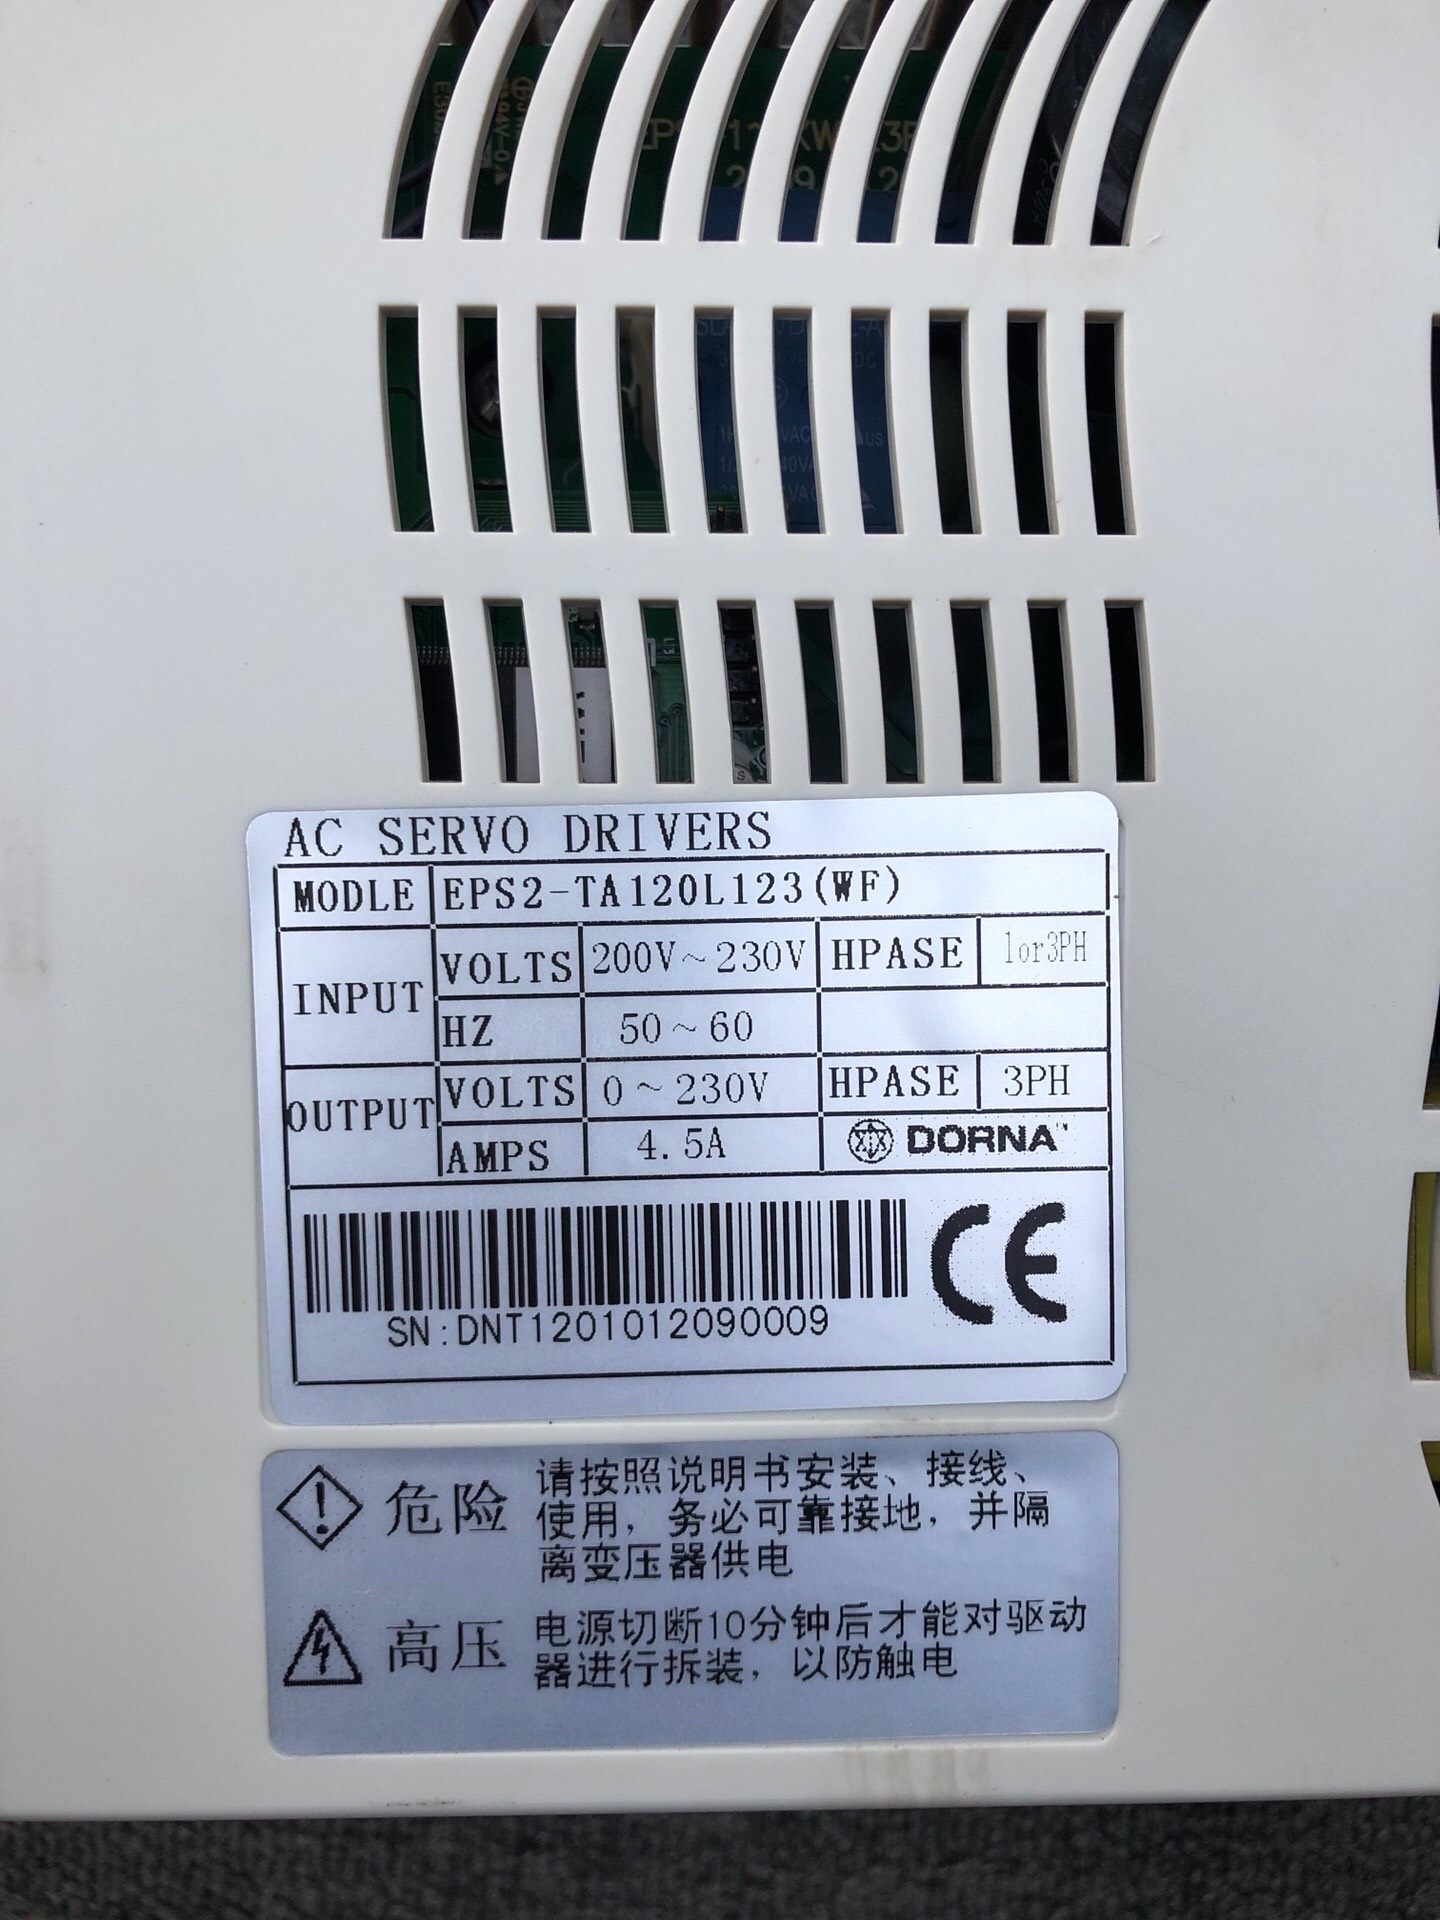 AC SERVO DRIVERS
MODLE EPS2-TA120L123(WF)
INPUT VOLTS 200V~230V HPASE 1or3PH
HZ 50~60
OUTPUT VOLTS 0~230V HPASE 3PH
AMPS 4.5A DORNA™
CE
SN:DNT1201012090009
危险 请按照说明书安装、接线、
使用，务必可靠接地，并隔
离变压器供电
高压 电源切断10分钟后才能对驱动
器进行拆装，以防触电